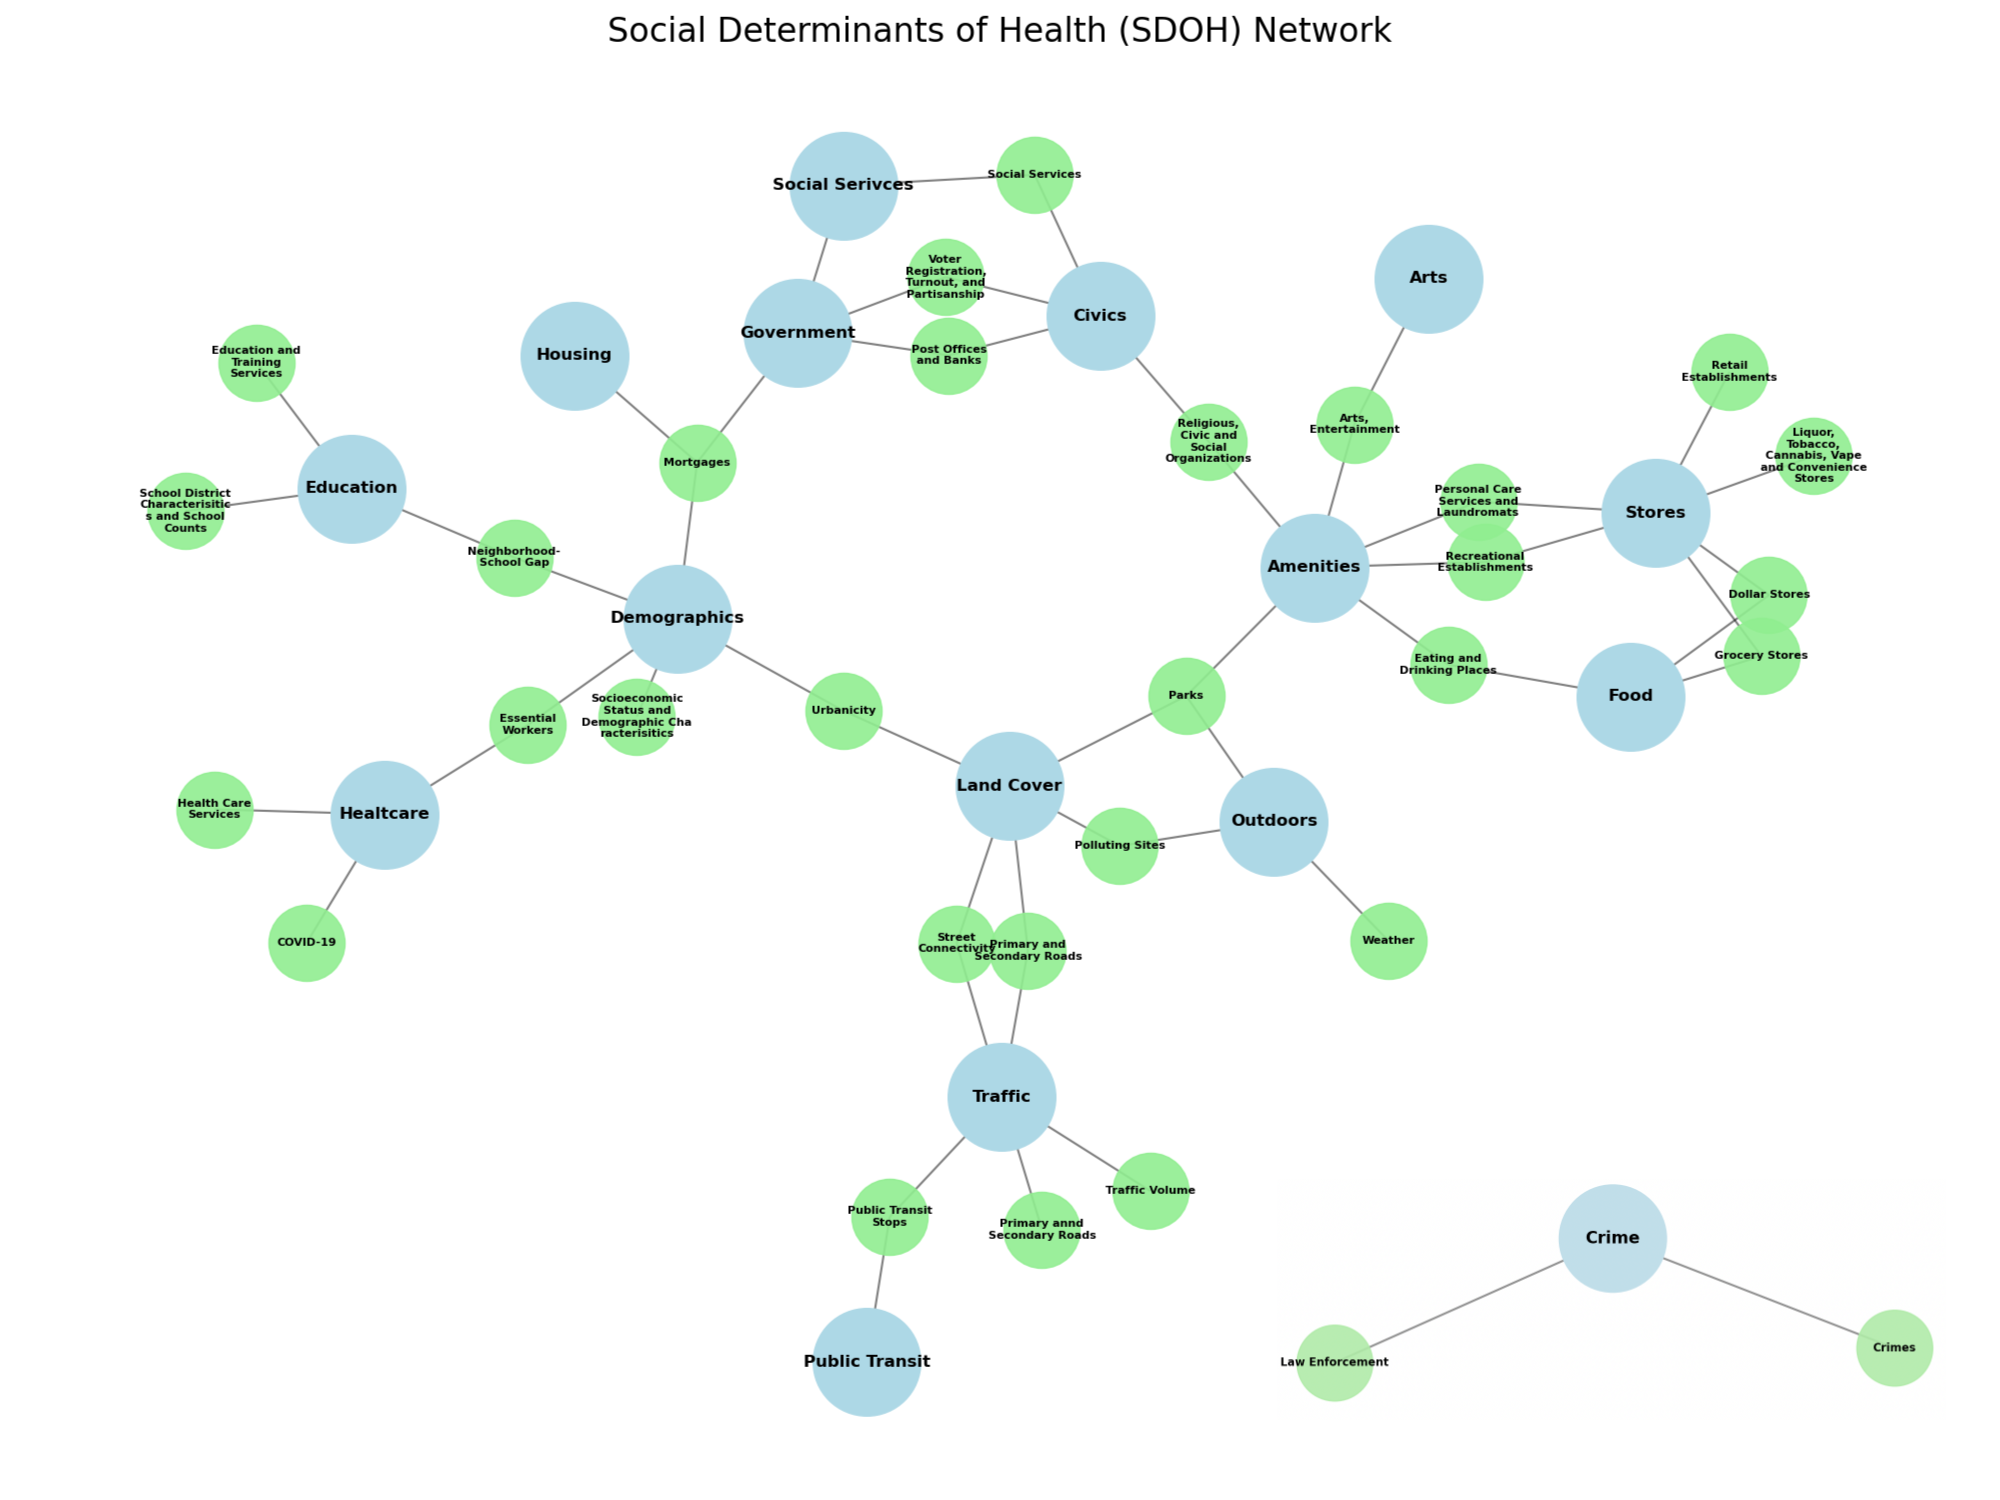 Social Determinants of Health (SDOH) Network
Social Serivces
Social Services
Voter
Registration,
Turnout, and
Partisanship
Arts
Civics
Government
Housing
Post Offices
and Banks
Education and
Training
Services
Retail
Establishments
Arts,
Entertainment
Religious,
Civic and
Social
Organizations
Liquor,
Tobacco,
Cannabis, Vape
and Convenience
Stores
Mortgages
Education
School District
Characterisitic
s and School
Counts
Personal Care
Services and
Laundromats
Stores
Neighborhood-
School Gap
Recreational
Establishments
Amenities
Dollar Stores
Demographics
Grocery Stores
Eating and
Drinking Places
Food
Parks
Urbanicity
Socioeconomic
Status and
Demographic Cha
racterisitics
Essential
Workers
Land Cover
Health Care
Services
Healtcare
Outdoors
Polluting Sites
COVID-19
Street
Connectivity
Primary and
Secondary Roads
Weather
Traffic
Traffic Volume
Public Transit
Stops
Primary annd
Secondary Roads
Crime
Public Transit
Law Enforcement
Crimes